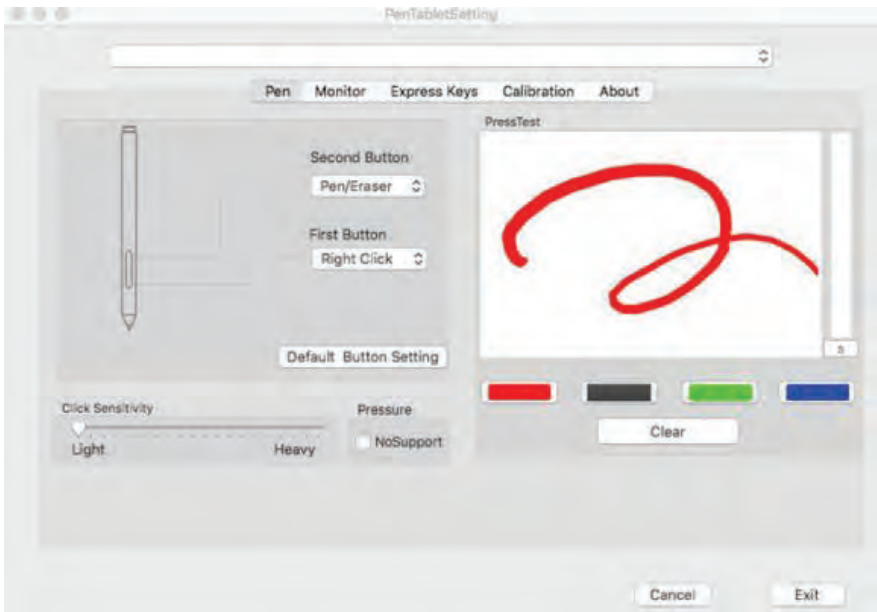 PenTabletSetting
Pen Monitor Express Keys Calibration About
PressTest
Second Button
Pen/Eraser
First Button
Right Click
Default Button Setting
Click Sensitivity
Light Heavy
Pressure
NoSupport
Clear
Cancel Exit